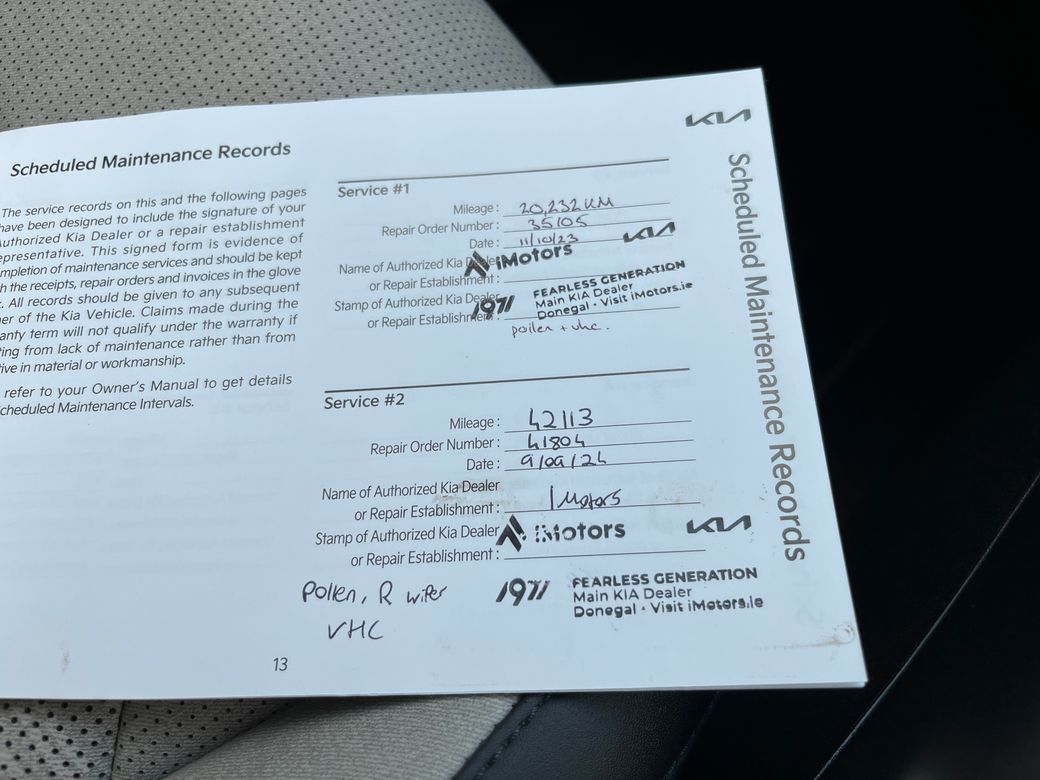 Scheduled Maintenance Records
The service records on this and the following pages
have been designed to include the signature of your
Authorized Kia Dealer or a repair establishment
representative. This signed form is evidence of
completion of maintenance services and should be kept
with the receipts, repair orders and invoices in the glove
. All records should be given to any subsequent
of the Kia Vehicle. Claims made during the
warranty term will not qualify under the warranty if
from lack of maintenance rather than from
in material or workmanship.
refer to your Owner's Manual to get details
Scheduled Maintenance Intervals.
KIA
Service #1
Mileage : 20,232 KM
Repair Order Number : 35105
Date : 11/10/23
KIA
Name of Authorized Kia Dealer iMotors
or Repair Establishment :
Stamp of Authorized Kia Dealer 1971 FEARLESS GENERATION
Main KIA Dealer
or Repair Establishment : Donegal · Visit iMotors.ie
pollen + vhc.
Service #2
Mileage : 42113
Repair Order Number : 41804
Date : 9/09/24
Name of Authorized Kia Dealer
or Repair Establishment : IMotors
Stamp of Authorized Kia Dealer iMotors KIA
or Repair Establishment :
1971 FEARLESS GENERATION
Main KIA Dealer
Donegal · Visit iMotors.ie
Pollen, R wiper
VHC
13
Scheduled Maintenance Records